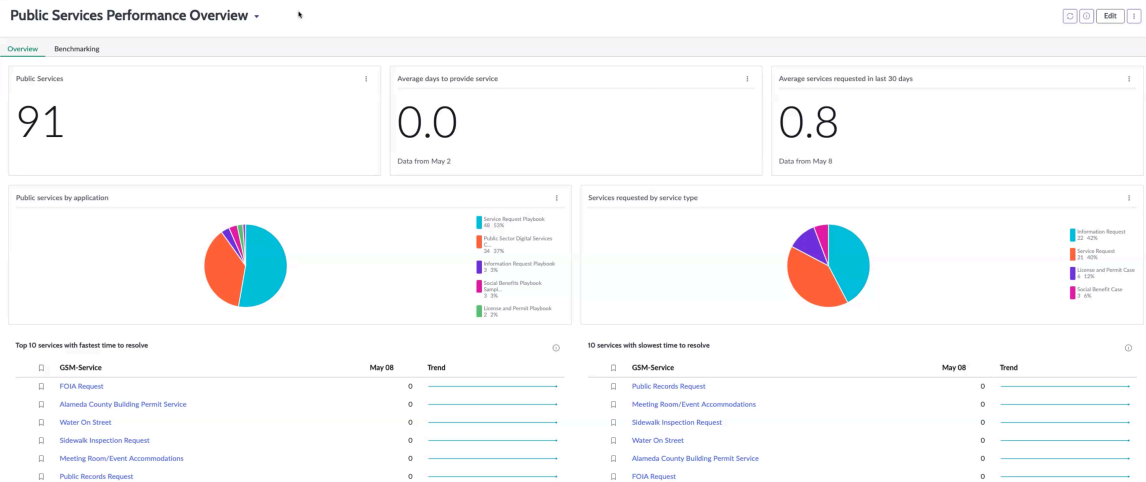 Public Services Performance Overview
Edit
Overview Benchmarking
Public Services
91
Average days to provide service
0.0
Data from May 2
Average services requested in last 30 days
0.8
Data from May 8
Public services by application
Service Request Playbook
48 53%
Public Sector Digital Services
C...
34 37%
Information Request Playbook
3 3%
Social Benefits Playbook
Sampl...
3 3%
License and Permit Playbook
2 2%
Services requested by service type
Information Request
22 42%
Service Request
21 40%
License and Permit Case
6 12%
Social Benefit Case
3 6%
Top 10 services with fastest time to resolve
GSM-Service May 08 Trend
FOIA Request 0
Alameda County Building Permit Service 0
Water On Street 0
Sidewalk Inspection Request 0
Meeting Room/Event Accommodations 0
Public Records Request 0
10 services with slowest time to resolve
GSM-Service May 08 Trend
Public Records Request 0
Meeting Room/Event Accommodations 0
Sidewalk Inspection Request 0
Water On Street 0
Alameda County Building Permit Service 0
FOIA Request 0